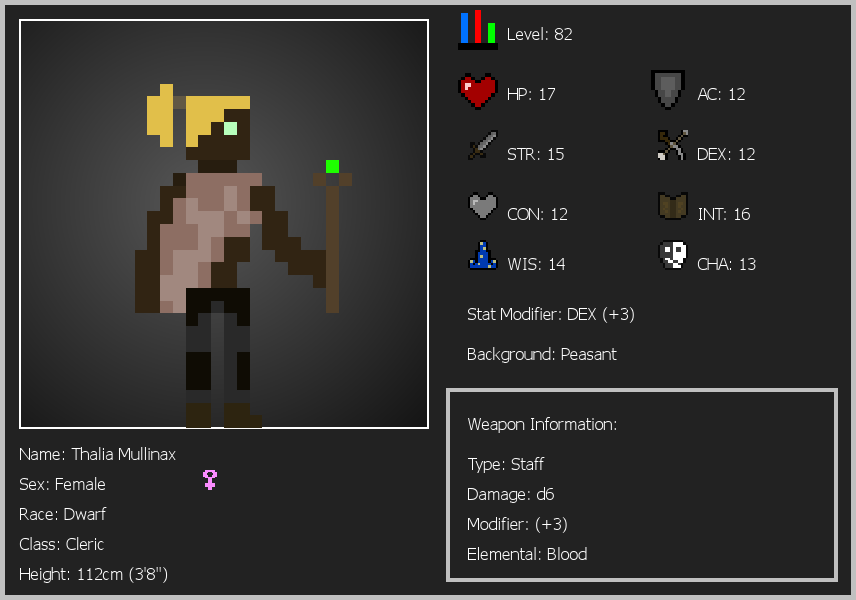 Level: 82
HP: 17
AC: 12
STR: 15
DEX: 12
CON: 12
INT: 16
WIS: 14
CHA: 13
Stat Modifier: DEX (+3)
Background: Peasant
Weapon Information:
Type: Staff
Damage: d6
Modifier: (+3)
Elemental: Blood
Name: Thalia Mullinax
Sex: Female
Race: Dwarf
Class: Cleric
Height: 112cm (3'8")